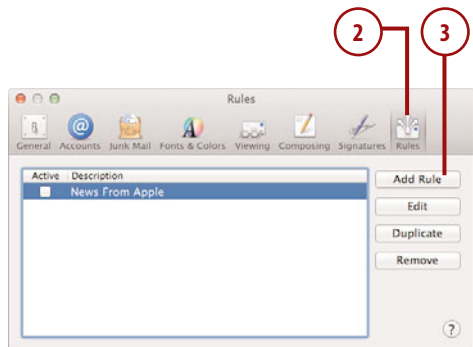 2 3
Rules
General Accounts Junk Mail Fonts & Colors Viewing Composing Signatures Rules
Active Description
News From Apple
Add Rule
Edit
Duplicate
Remove
?